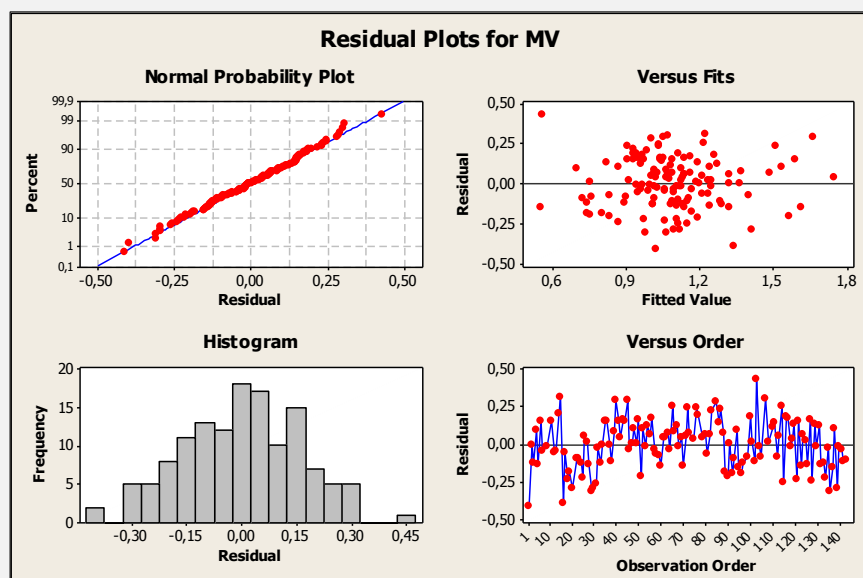 Residual Plots for MV
Normal Probability Plot
99,9
99
90
50
10
1
0,1
Percent
-0,50 -0,25 0,00 0,25 0,50
Residual
Versus Fits
0,50
0,25
0,00
-0,25
-0,50
Residual
0,6 0,9 1,2 1,5 1,8
Fitted Value
Histogram
20
15
10
5
0
Frequency
-0,30 -0,15 0,00 0,15 0,30 0,45
Residual
Versus Order
0,50
0,25
0,00
-0,25
-0,50
Residual
1 10 20 30 40 50 60 70 80 90 100 110 120 130 140
Observation Order